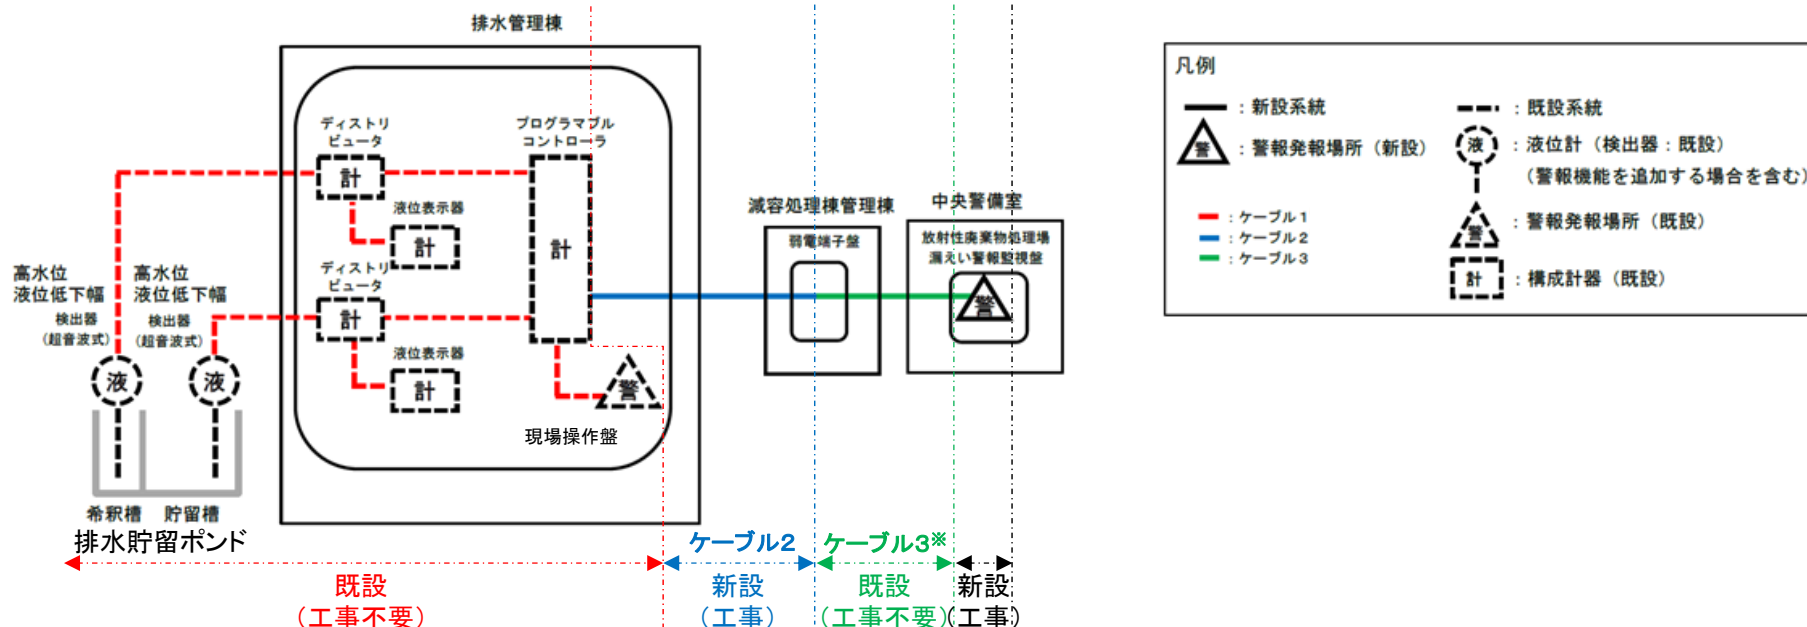 排水管理棟
ディストリ
ビュータ
計
プログラマブル
コントローラ
計
液位表示器
計
ディストリ
ビュータ
計
液位表示器
計
警
現場操作盤
高水位
液位低下幅
検出器
(超音波式)
液
高水位
液位低下幅
検出器
(超音波式)
液
希釈槽
貯留槽
排水貯留ポンド
減容処理棟管理棟
弱電端子盤
中央警備室
放射性廃棄物処理場
漏えい警報監視盤
警
既設
(工事不要)
ケーブル2
新設
(工事)
ケーブル3※
既設
(工事不要)
新設
(工事)
凡例
:新設系統
警
:警報発報場所(新設)
:ケーブル1
:ケーブル2
:ケーブル3
:既設系統
液
:液位計(検出器:既設)
(警報機能を追加する場合を含む)
警
:警報発報場所(既設)
計
:構成計器(既設)